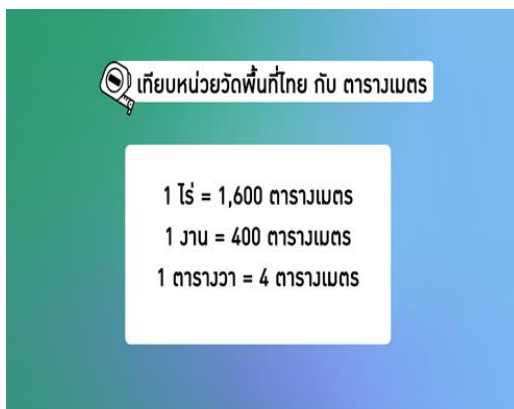 เทียบหน่วยวัดพื้นที่ไทย กับ ตารางเมตร
1 ไร่ = 1,600 ตารางเมตร
1 งาน = 400 ตารางเมตร
1 ตารางวา = 4 ตารางเมตร